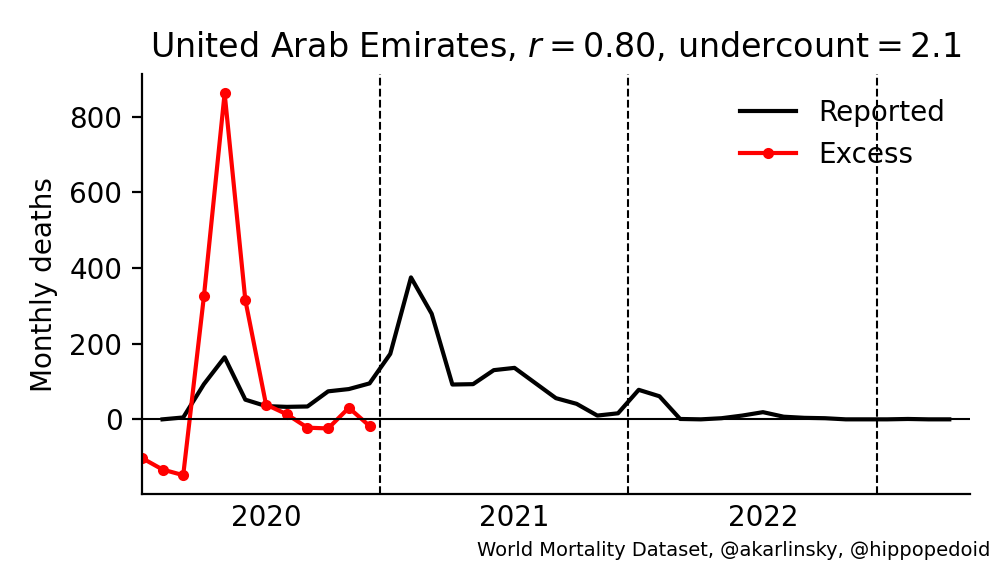 United Arab Emirates, r = 0.80, undercount = 2.1
Reported
Excess
Monthly deaths
800
600
400
200
0
2020 2021 2022
World Mortality Dataset, @akarlinsky, @hippopedoid